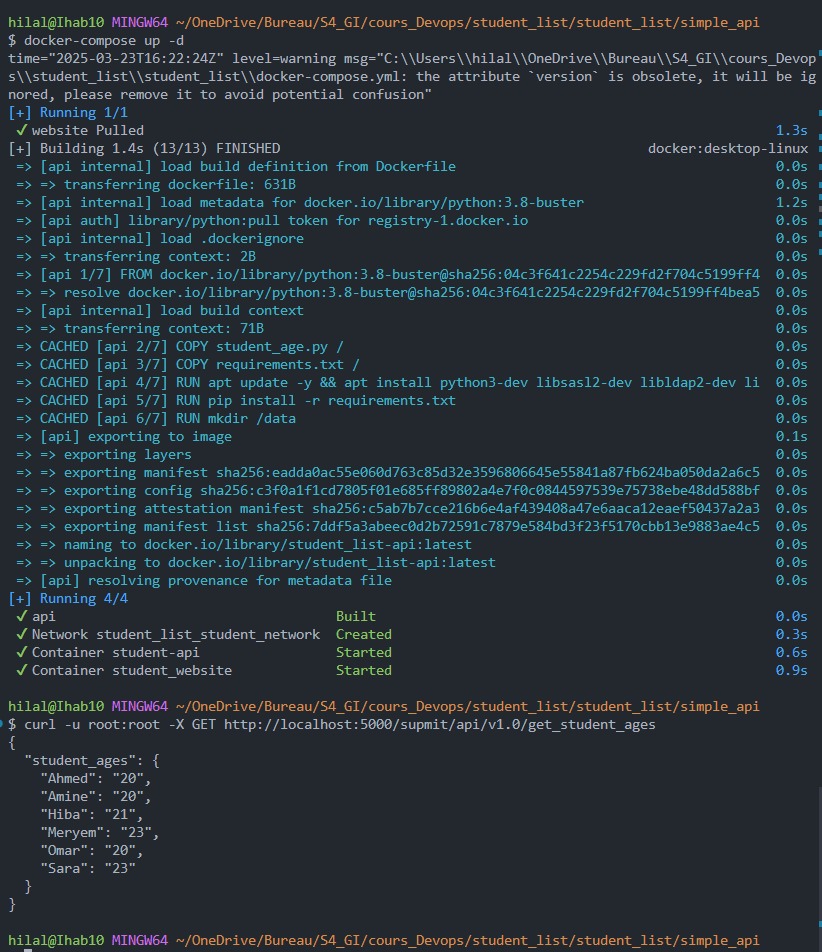 hilal@Ihab10 MINGW64 ~/OneDrive/Bureau/S4_GI/cours_Devops/student_list/student_list/simple_api
$ docker-compose up -d
time="2025-03-23T16:22:24Z" level=warning msg="C:\\Users\\hilal\\OneDrive\\Bureau\\S4_GI\\cours_Devop
s\\student_list\\student_list\\docker-compose.yml: the attribute `version` is obsolete, it will be ig
nored, please remove it to avoid potential confusion"
[+] Running 1/1
✓ website Pulled 1.3s
[+] Building 1.4s (13/13) FINISHED docker:desktop-linux
=> [api internal] load build definition from Dockerfile 0.0s
=> => transferring dockerfile: 631B 0.0s
=> [api internal] load metadata for docker.io/library/python:3.8-buster 1.2s
=> [api auth] library/python:pull token for registry-1.docker.io 0.0s
=> [api internal] load .dockerignore 0.0s
=> => transferring context: 2B 0.0s
=> [api 1/7] FROM docker.io/library/python:3.8-buster@sha256:04c3f641c2254c229fd2f704c5199ff4 0.0s
=> => resolve docker.io/library/python:3.8-buster@sha256:04c3f641c2254c229fd2f704c5199ff4bea5 0.0s
=> [api internal] load build context 0.0s
=> => transferring context: 71B 0.0s
=> CACHED [api 2/7] COPY student_age.py / 0.0s
=> CACHED [api 3/7] COPY requirements.txt / 0.0s
=> CACHED [api 4/7] RUN apt update -y && apt install python3-dev libsasl2-dev libldap2-dev li 0.0s
=> CACHED [api 5/7] RUN pip install -r requirements.txt 0.0s
=> CACHED [api 6/7] RUN mkdir /data 0.0s
=> [api] exporting to image 0.1s
=> => exporting layers 0.0s
=> => exporting manifest sha256:eadda0ac55e060d763c85d32e3596806645e55841a87fb624ba050da2a6c5 0.0s
=> => exporting config sha256:c3f0a1f1cd7805f01e685ff89802a4e7f0c0844597539e75738ebe48dd588bf 0.0s
=> => exporting attestation manifest sha256:c5ab7b7cce216b6e4af439408a47e6aaca12eaef50437a2a3 0.0s
=> => exporting manifest list sha256:7ddf5a3abeec0d2b72591c7879e584bd3f23f5170cbb13e9883ae4c5 0.0s
=> => naming to docker.io/library/student_list-api:latest 0.0s
=> => unpacking to docker.io/library/student_list-api:latest 0.0s
=> [api] resolving provenance for metadata file 0.0s
[+] Running 4/4
✓ api Built 0.0s
✓ Network student_list_student_network Created 0.3s
✓ Container student-api Started 0.6s
✓ Container student_website Started 0.9s
hilal@Ihab10 MINGW64 ~/OneDrive/Bureau/S4_GI/cours_Devops/student_list/student_list/simple_api
$ curl -u root:root -X GET http://localhost:5000/supmit/api/v1.0/get_student_ages
{
"student_ages": {
"Ahmed": "20",
"Amine": "20",
"Hiba": "21",
"Meryem": "23",
"Omar": "20",
"Sara": "23"
}
}
hilal@Ihab10 MINGW64 ~/OneDrive/Bureau/S4_GI/cours_Devops/student_list/student_list/simple_api